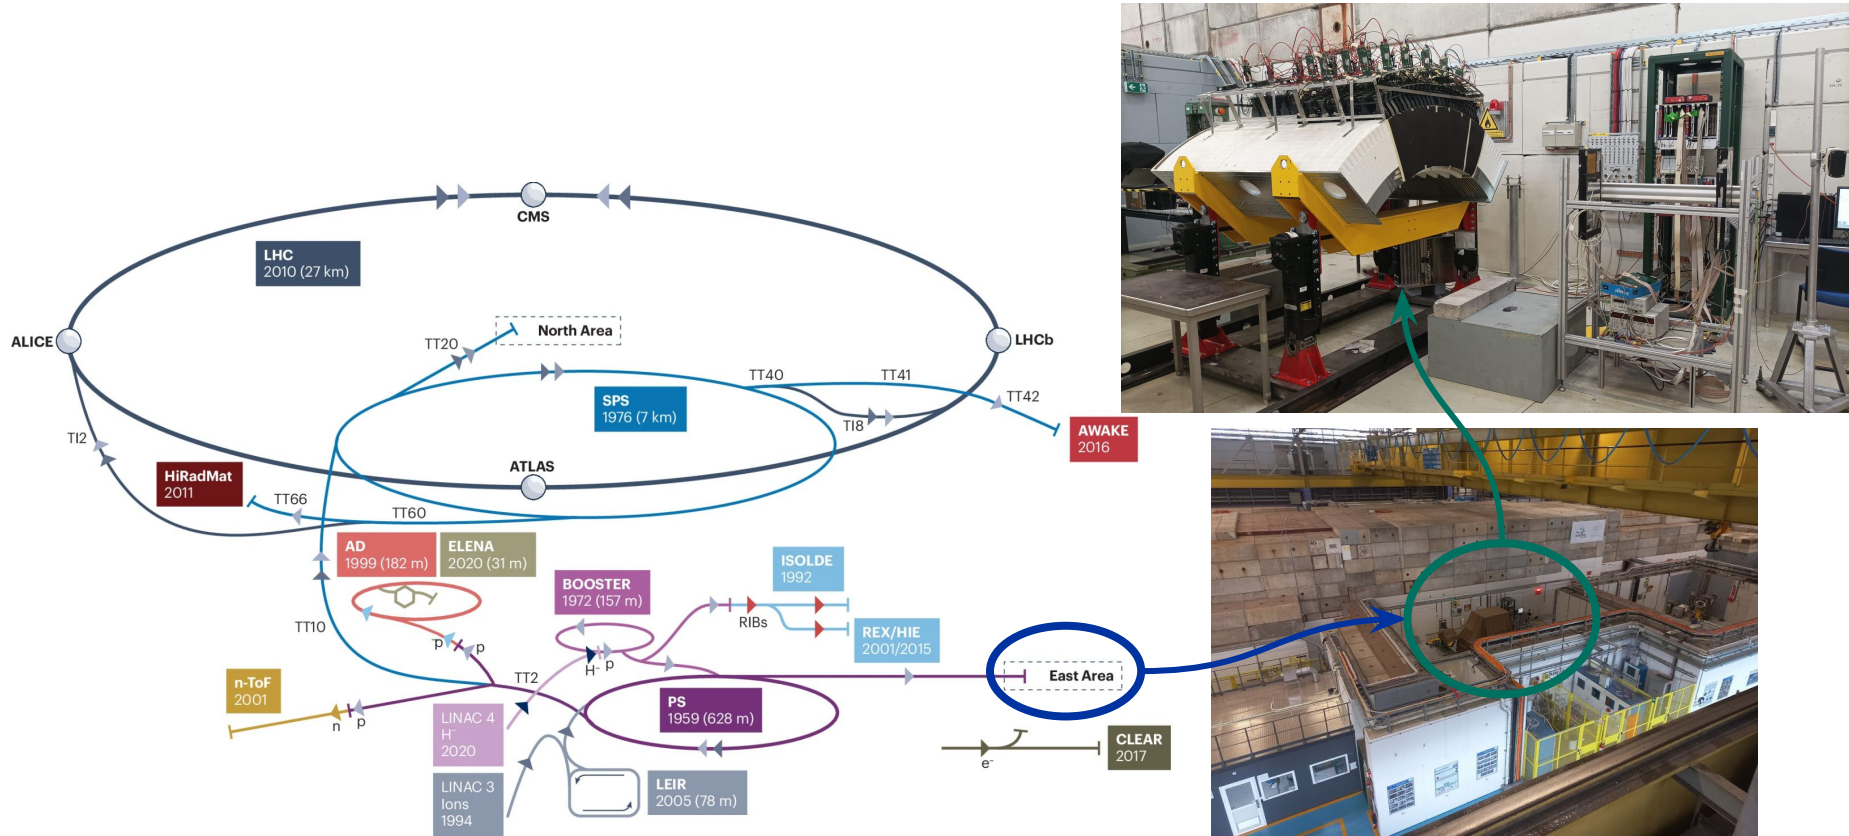 CMS
LHC
2010 (27 km)
North Area
ALICE
TT20
LHCb
TT40
TT41
TT42
SPS
1976 (7 km)
TI8
AWAKE
2016
TI2
ATLAS
HiRadMat
2011
TT66
TT60
AD
1999 (182 m)
ELENA
2020 (31 m)
ISOLDE
1992
BOOSTER
1972 (157 m)
RIBs
REX/HIE
2001/2015
TT10
p
p
H⁻
p
East Area
n-ToF
2001
TT2
PS
1959 (628 m)
n
p
LINAC 4
H⁻
2020
CLEAR
2017
e⁻
LINAC 3
Ions
1994
LEIR
2005 (78 m)